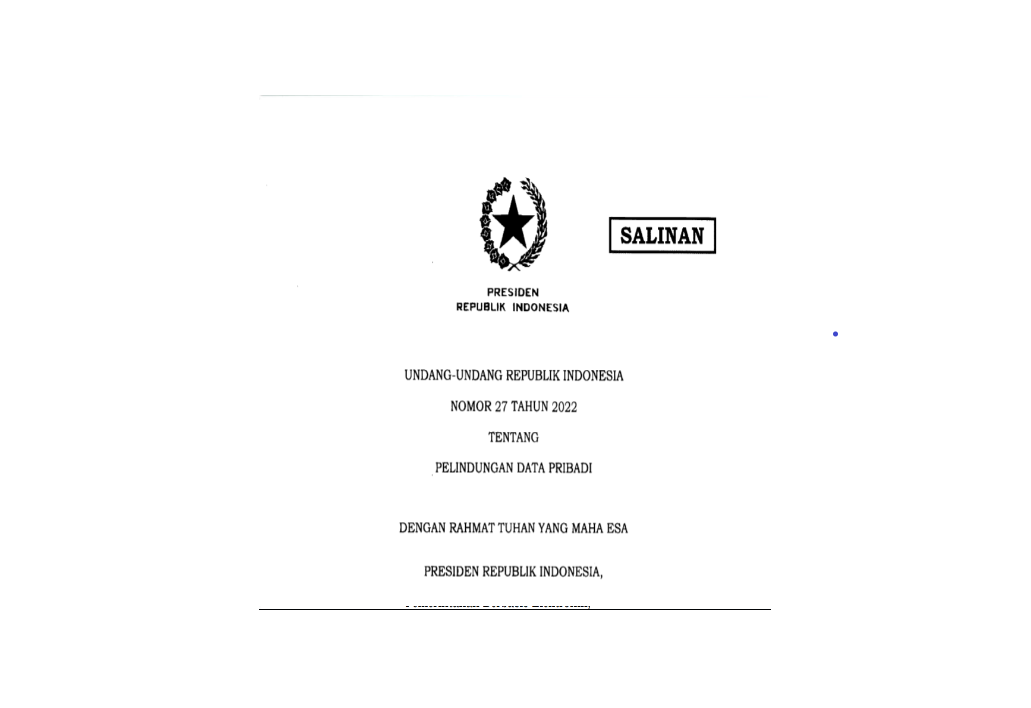 SALINAN
PRESIDEN
REPUBLIK INDONESIA
UNDANG-UNDANG REPUBLIK INDONESIA
NOMOR 27 TAHUN 2022
TENTANG
PELINDUNGAN DATA PRIBADI
DENGAN RAHMAT TUHAN YANG MAHA ESA
PRESIDEN REPUBLIK INDONESIA,